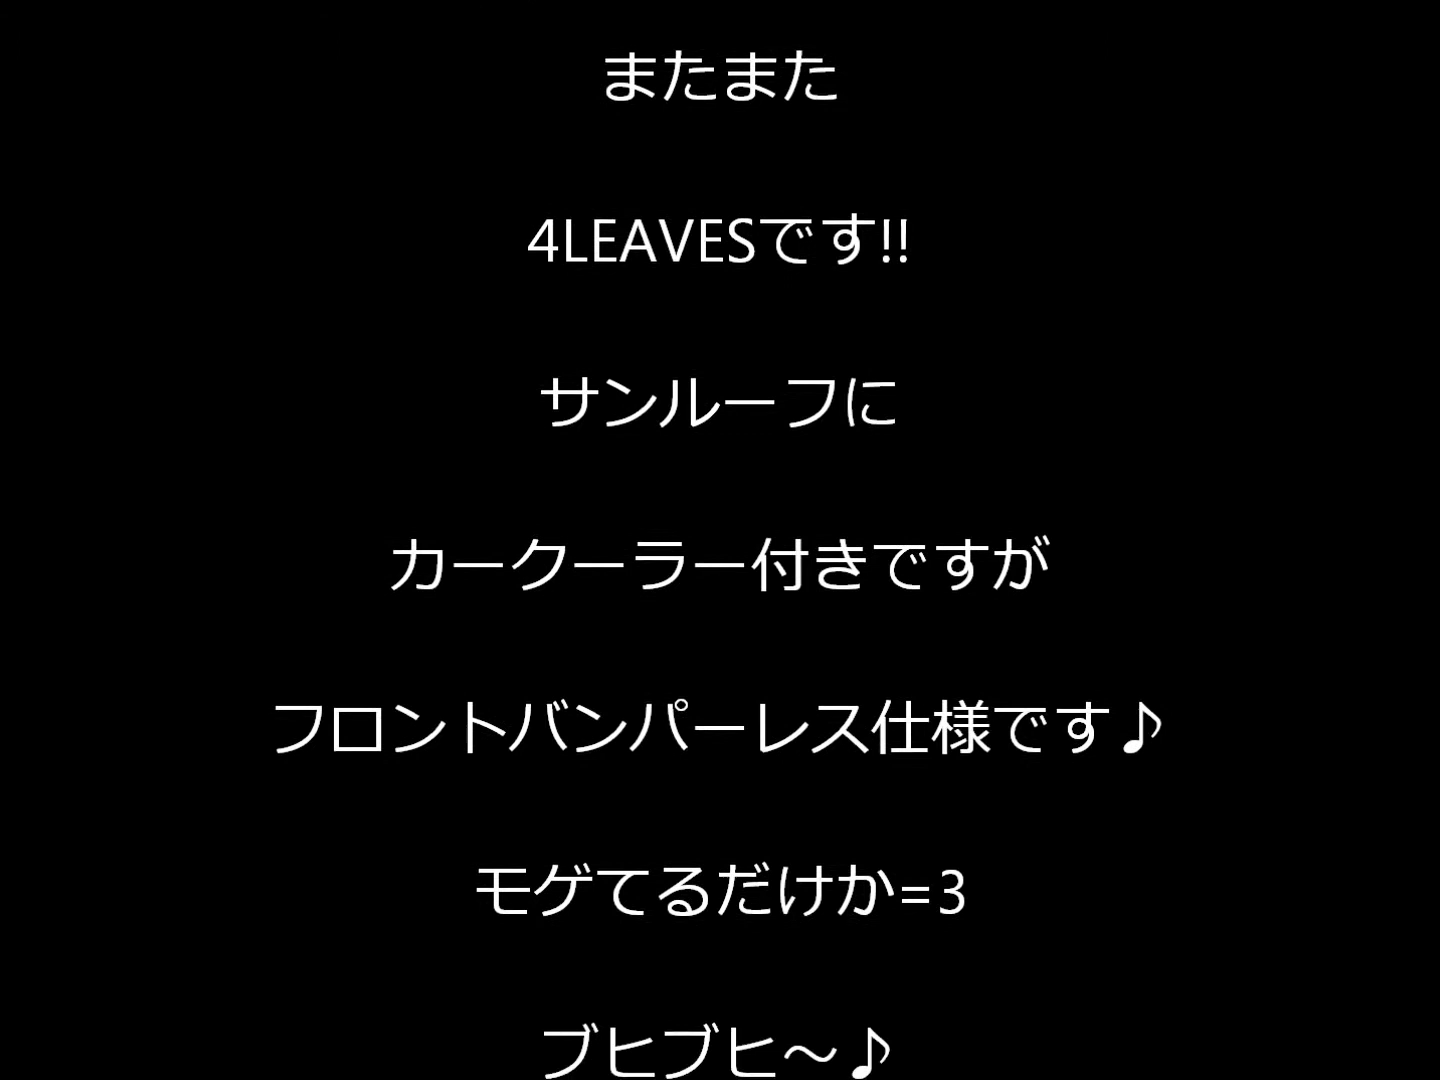 またまた
4LEAVESです!!
サンルーフに
カークーラー付きですが
フロントバンパーレス仕様です♪
モゲてるだけか=3
ブヒブヒ～♪